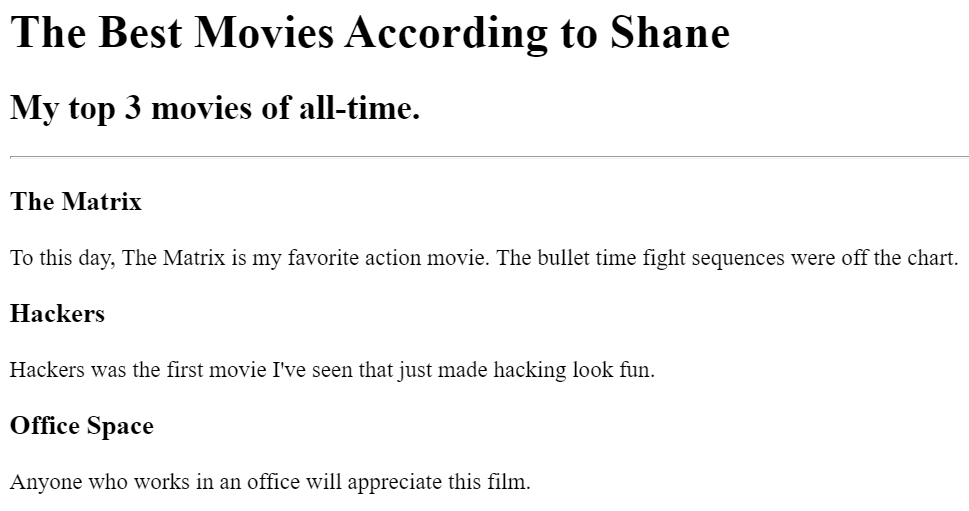 The Best Movies According to Shane
My top 3 movies of all-time.
The Matrix
To this day, The Matrix is my favorite action movie. The bullet time fight sequences were off the chart.
Hackers
Hackers was the first movie I've seen that just made hacking look fun.
Office Space
Anyone who works in an office will appreciate this film.